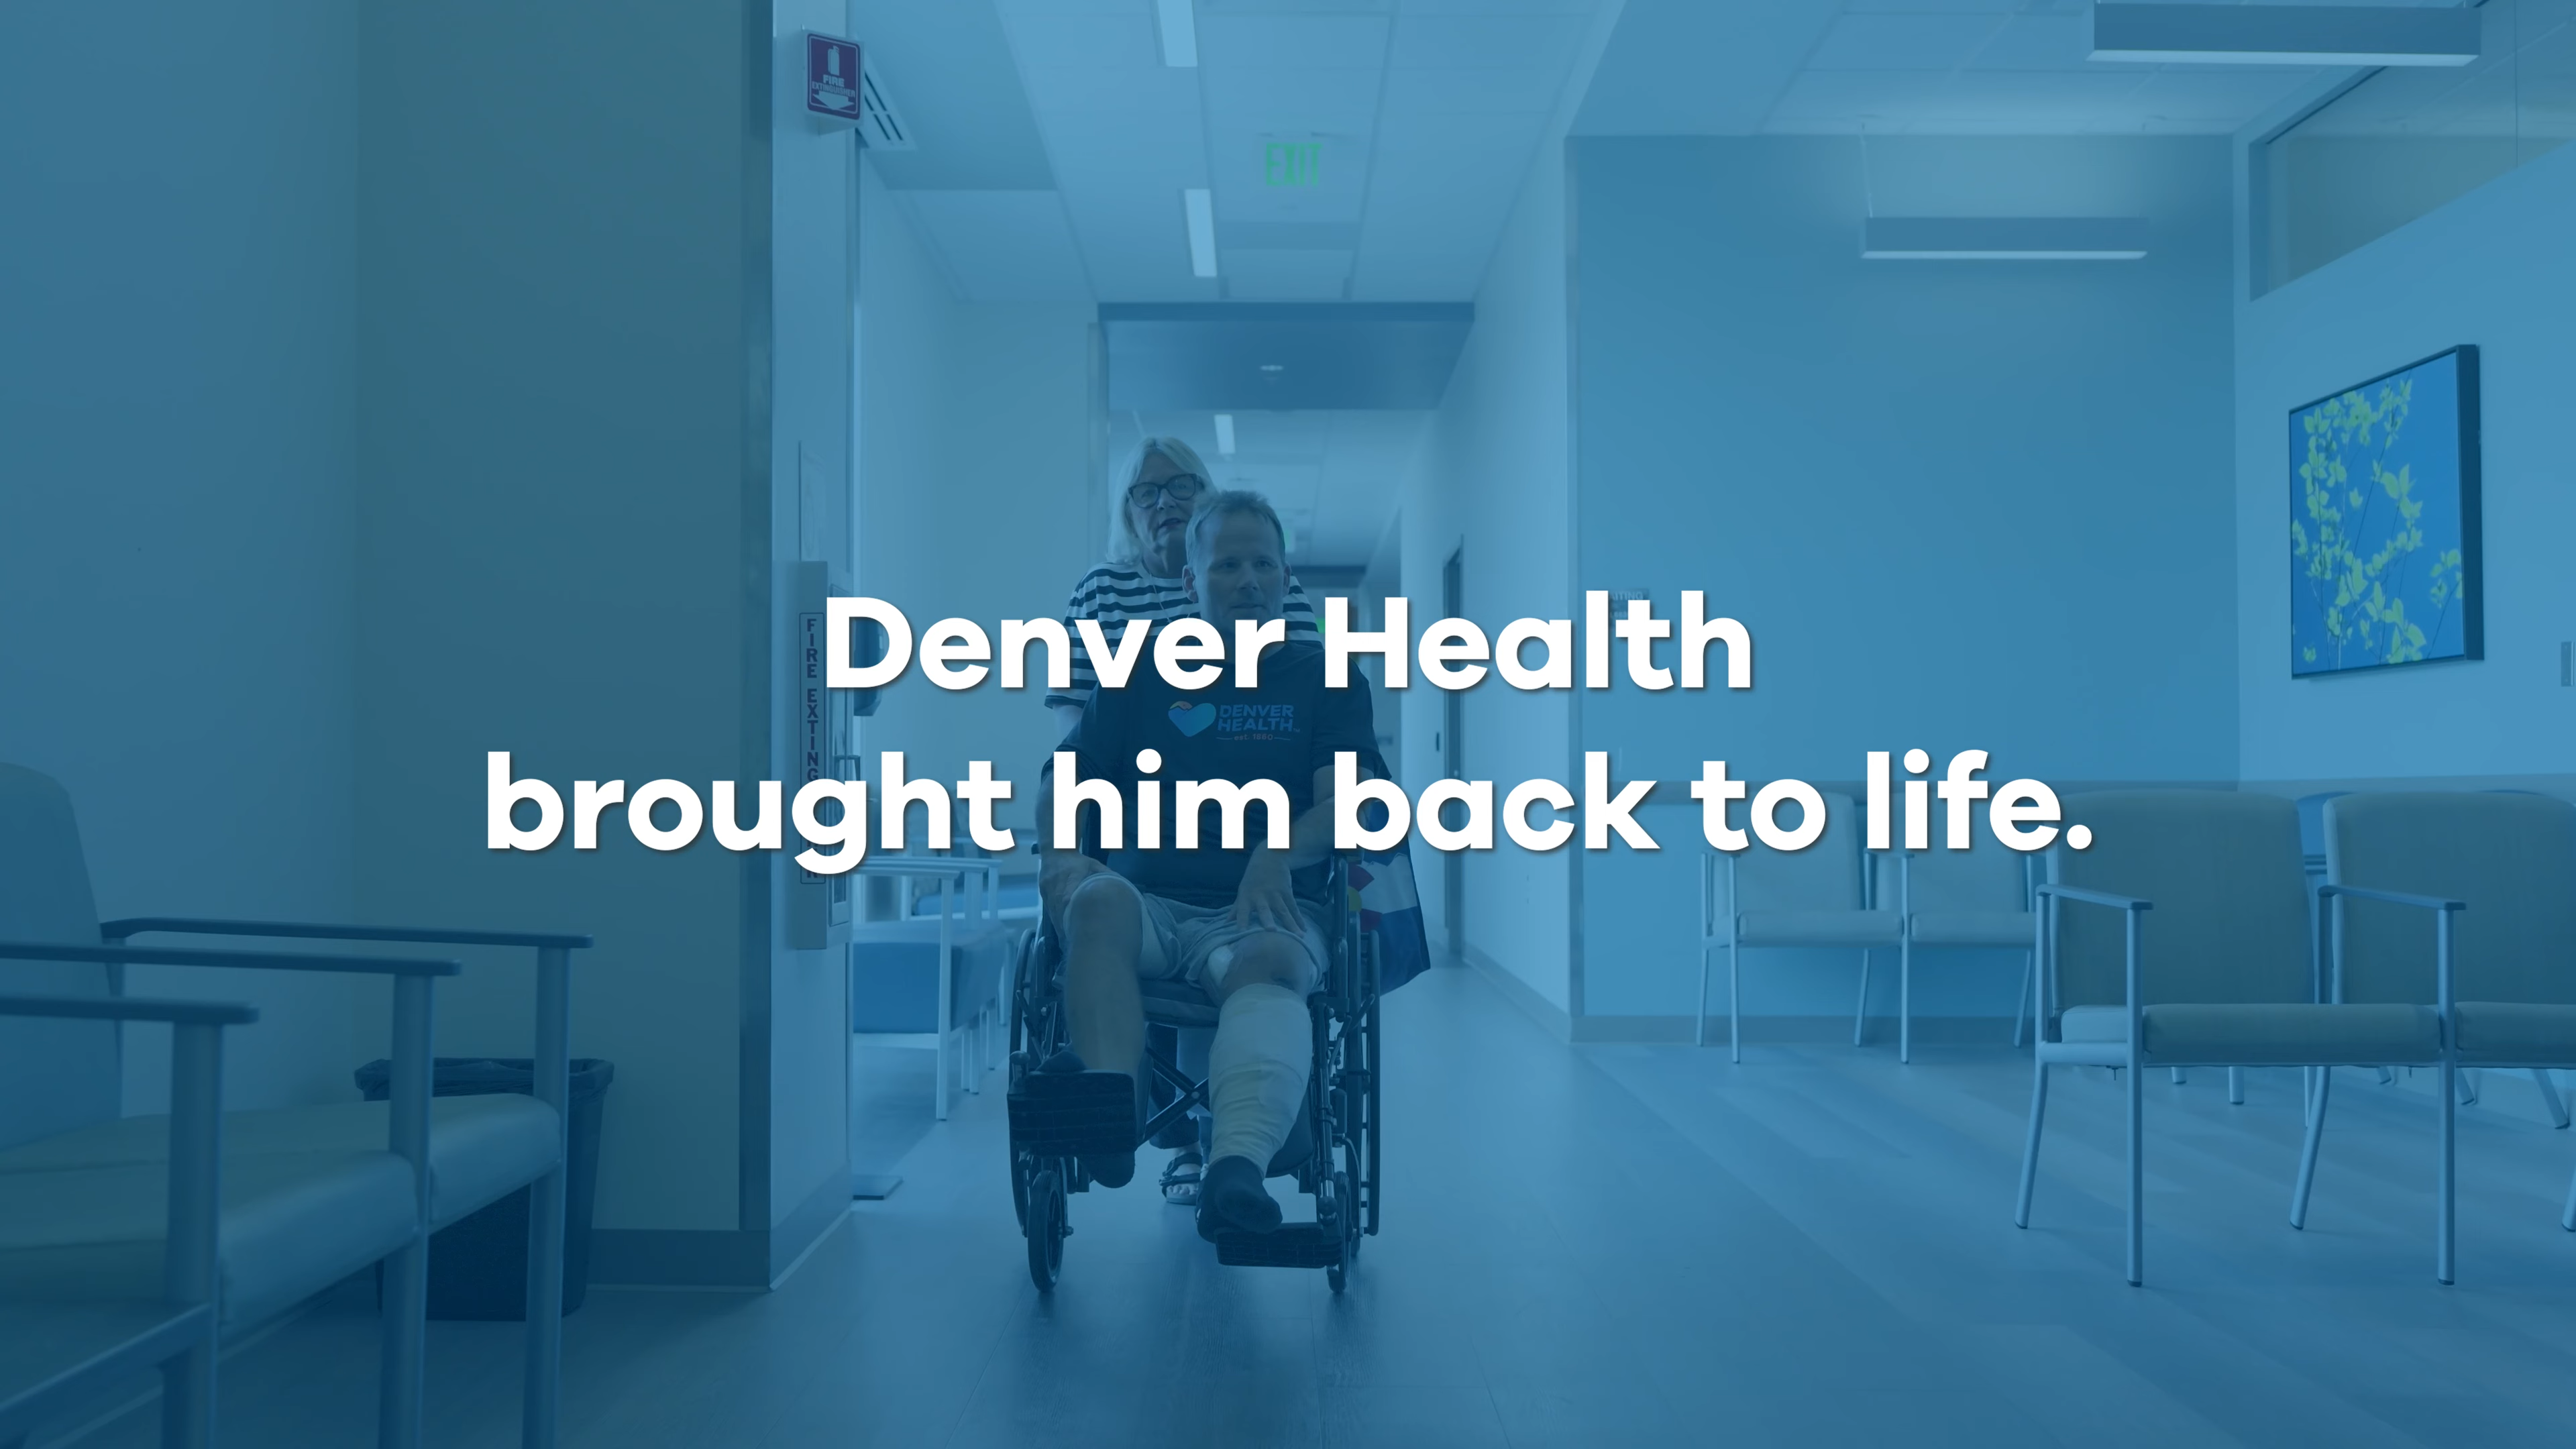 FIRE
EXTINGUISHER
EXIT
Denver Health
brought him back to life.
DENVER
HEALTH
est. 1860